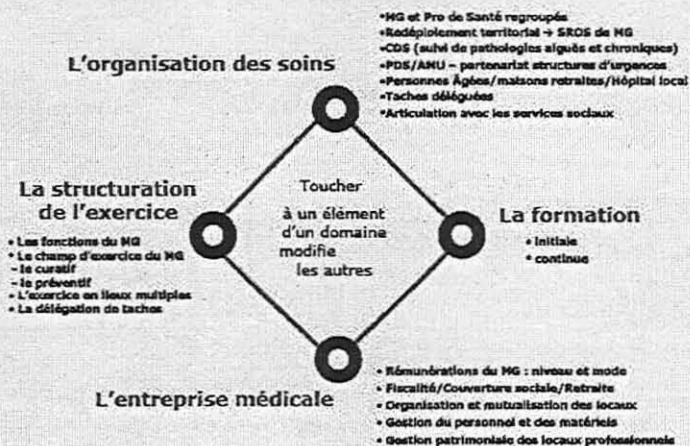 L'organisation des soins
•MG et Pro de Santé regroupés
•Redéploiement territorial → SROS de MG
•CDS (suivi de pathologies aiguës et chroniques)
•PDS/AMU – partenariat structures d'urgences
•Personnes Âgées/maisons retraites/Hôpital local
•Taches déléguées
•Articulation avec les services sociaux
La structuration
de l'exercice
• Les fonctions du MG
• Le champ d'exercice du MG
– le curatif
– le préventif
• L'exercice en lieux multiples
• La délégation de taches
Toucher
à un élément
d'un domaine
modifie
les autres
La formation
• initiale
• continue
L'entreprise médicale
• Rémunérations du MG : niveau et mode
• Fiscalité/Couverture sociale/Retraite
• Organisation et mutualisation des locaux
• Gestion du personnel et des matériels
• Gestion patrimoniale des locaux professionnels